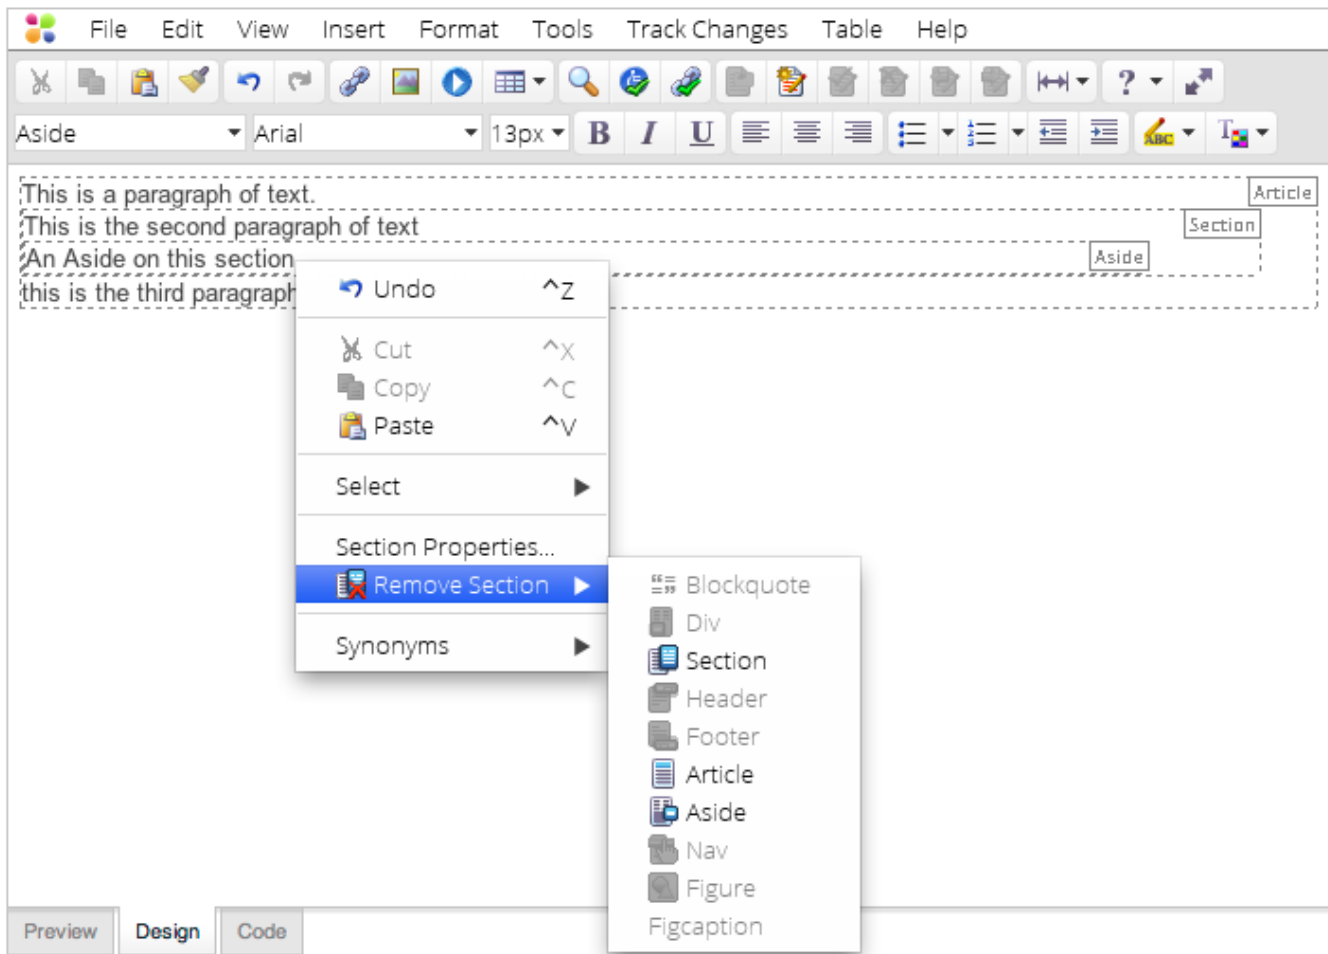 File Edit View Insert Format Tools Track Changes Table Help
?
Aside Arial 13px B I U ABC T
This is a paragraph of text. Article
This is the second paragraph of text Section
An Aside on this section Aside
this is the third paragraph
Undo ^Z
Cut ^X
Copy ^C
Paste ^V
Select
Section Properties...
Remove Section
Synonyms
Blockquote
Div
Section
Header
Footer
Article
Aside
Nav
Figure
Figcaption
Preview Design Code